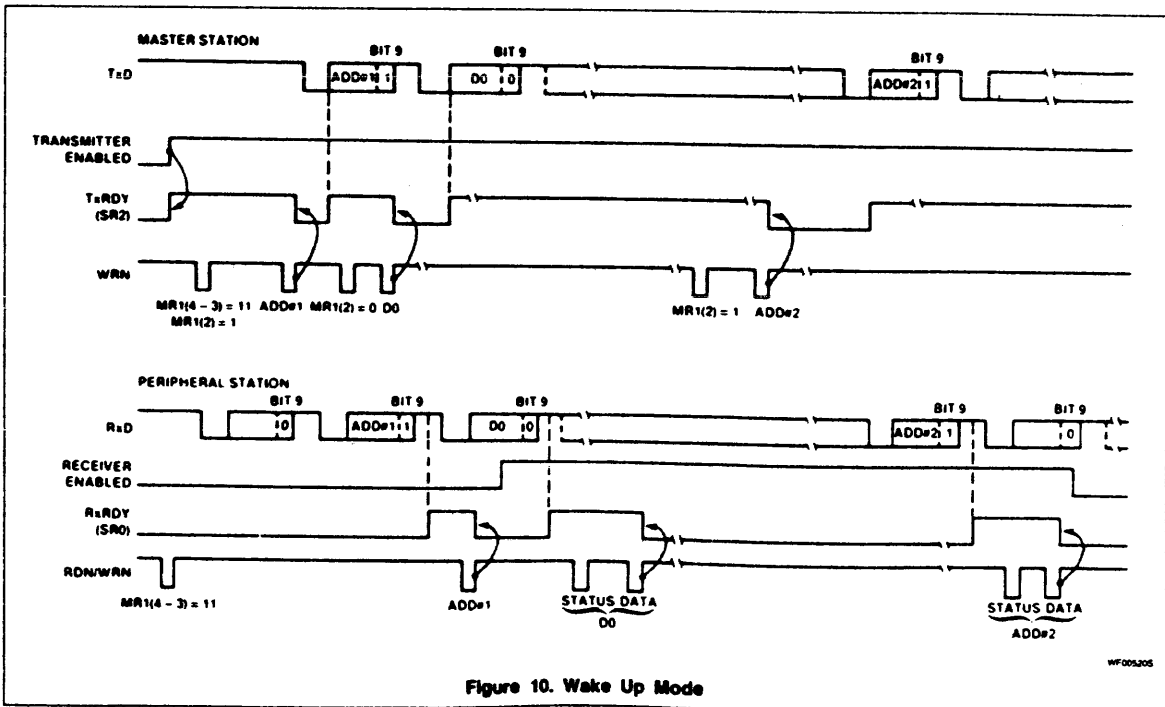 MASTER STATION
BIT 9 BIT 9 BIT 9
TxD ADD#1 1 D0 0 ADD#2 1
TRANSMITTER
ENABLED
TxRDY
(SR2)
WRN
MR1(4 – 3) = 11 ADD#1 MR1(2) = 0 D0 MR1(2) = 1 ADD#2
MR1(2) = 1
PERIPHERAL STATION
BIT 9 BIT 9 BIT 9 BIT 9 BIT 9
RxD 0 ADD#1 1 D0 0 ADD#2 1 0
RECEIVER
ENABLED
RxRDY
(SR0)
RDN/WRN
MR1(4 – 3) = 11 ADD#1 STATUS DATA STATUS DATA
D0 ADD#2
WF00520S
Figure 10. Wake Up Mode